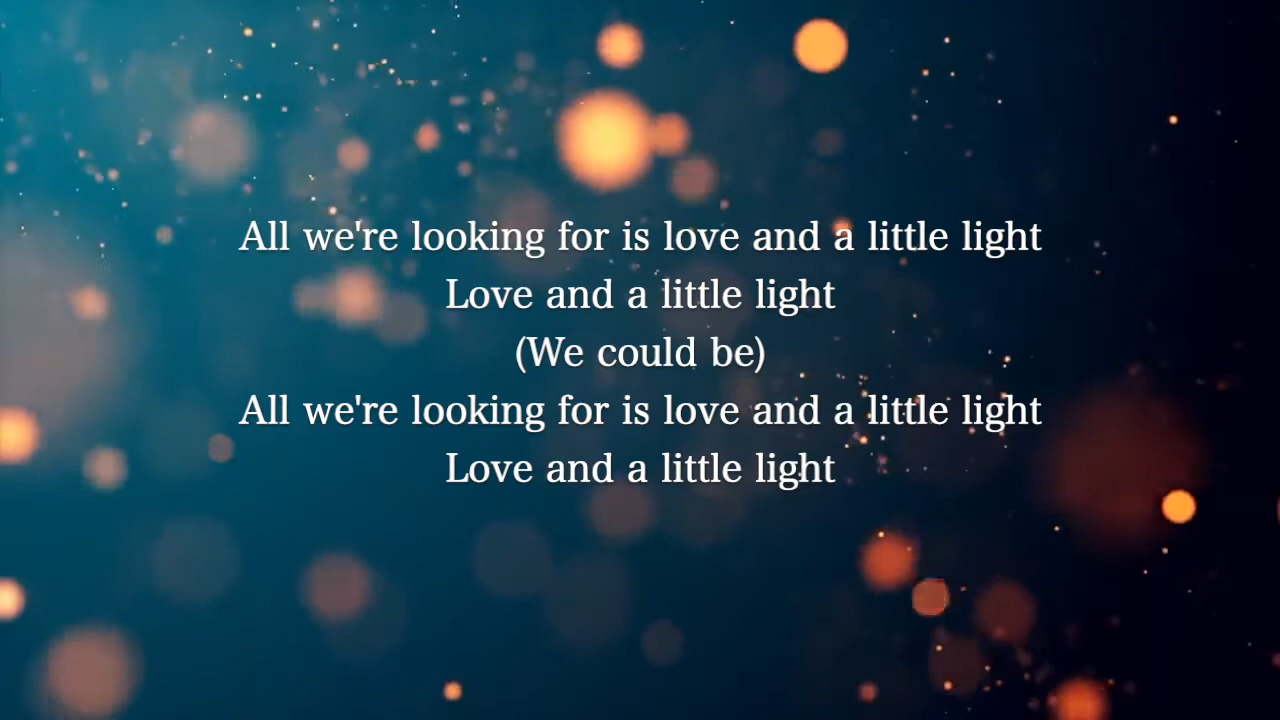 All we're looking for is love and a little light
Love and a little light
(We could be)
All we're looking for is love and a little light
Love and a little light